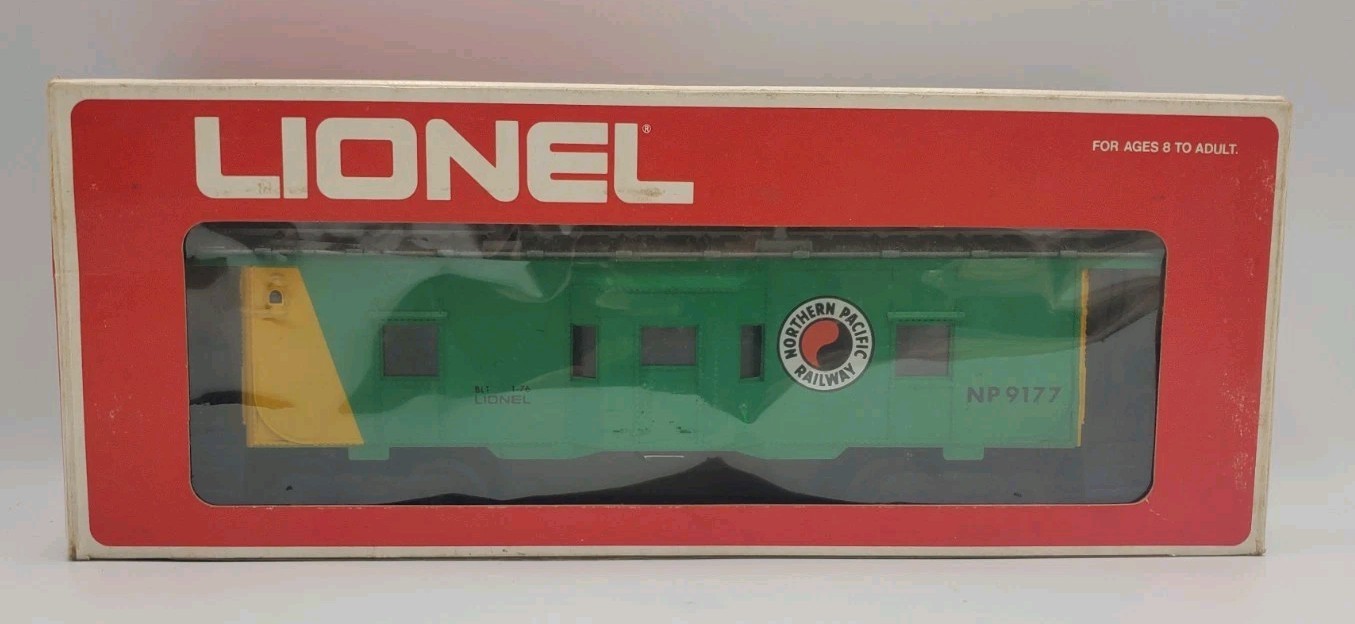 LIONEL®
FOR AGES 8 TO ADULT.
NORTHERN PACIFIC
RAILWAY
BLT 1-76
LIONEL
NP 9177